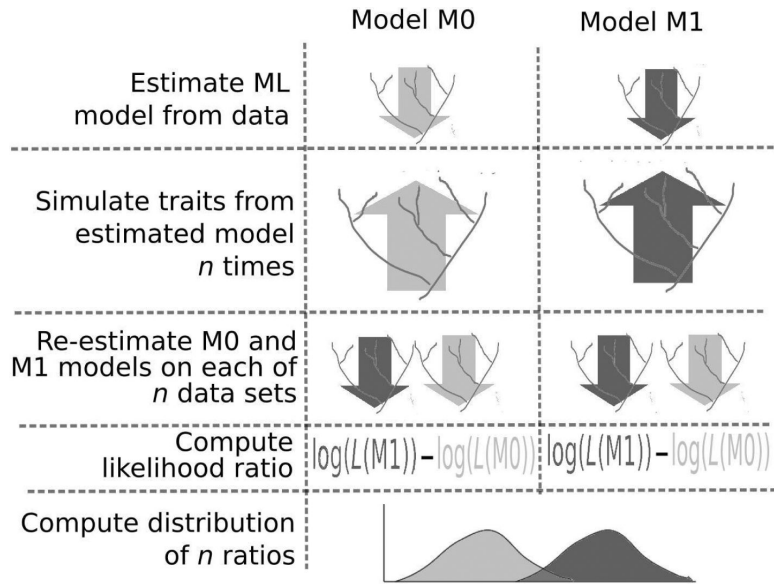 Model M0 Model M1
Estimate ML
model from data
Simulate traits from
estimated model
n times
Re-estimate M0 and
M1 models on each of
n data sets
Compute
likelihood ratio
log(L(M1))–log(L(M0)) log(L(M1))–log(L(M0))
Compute distribution
of n ratios